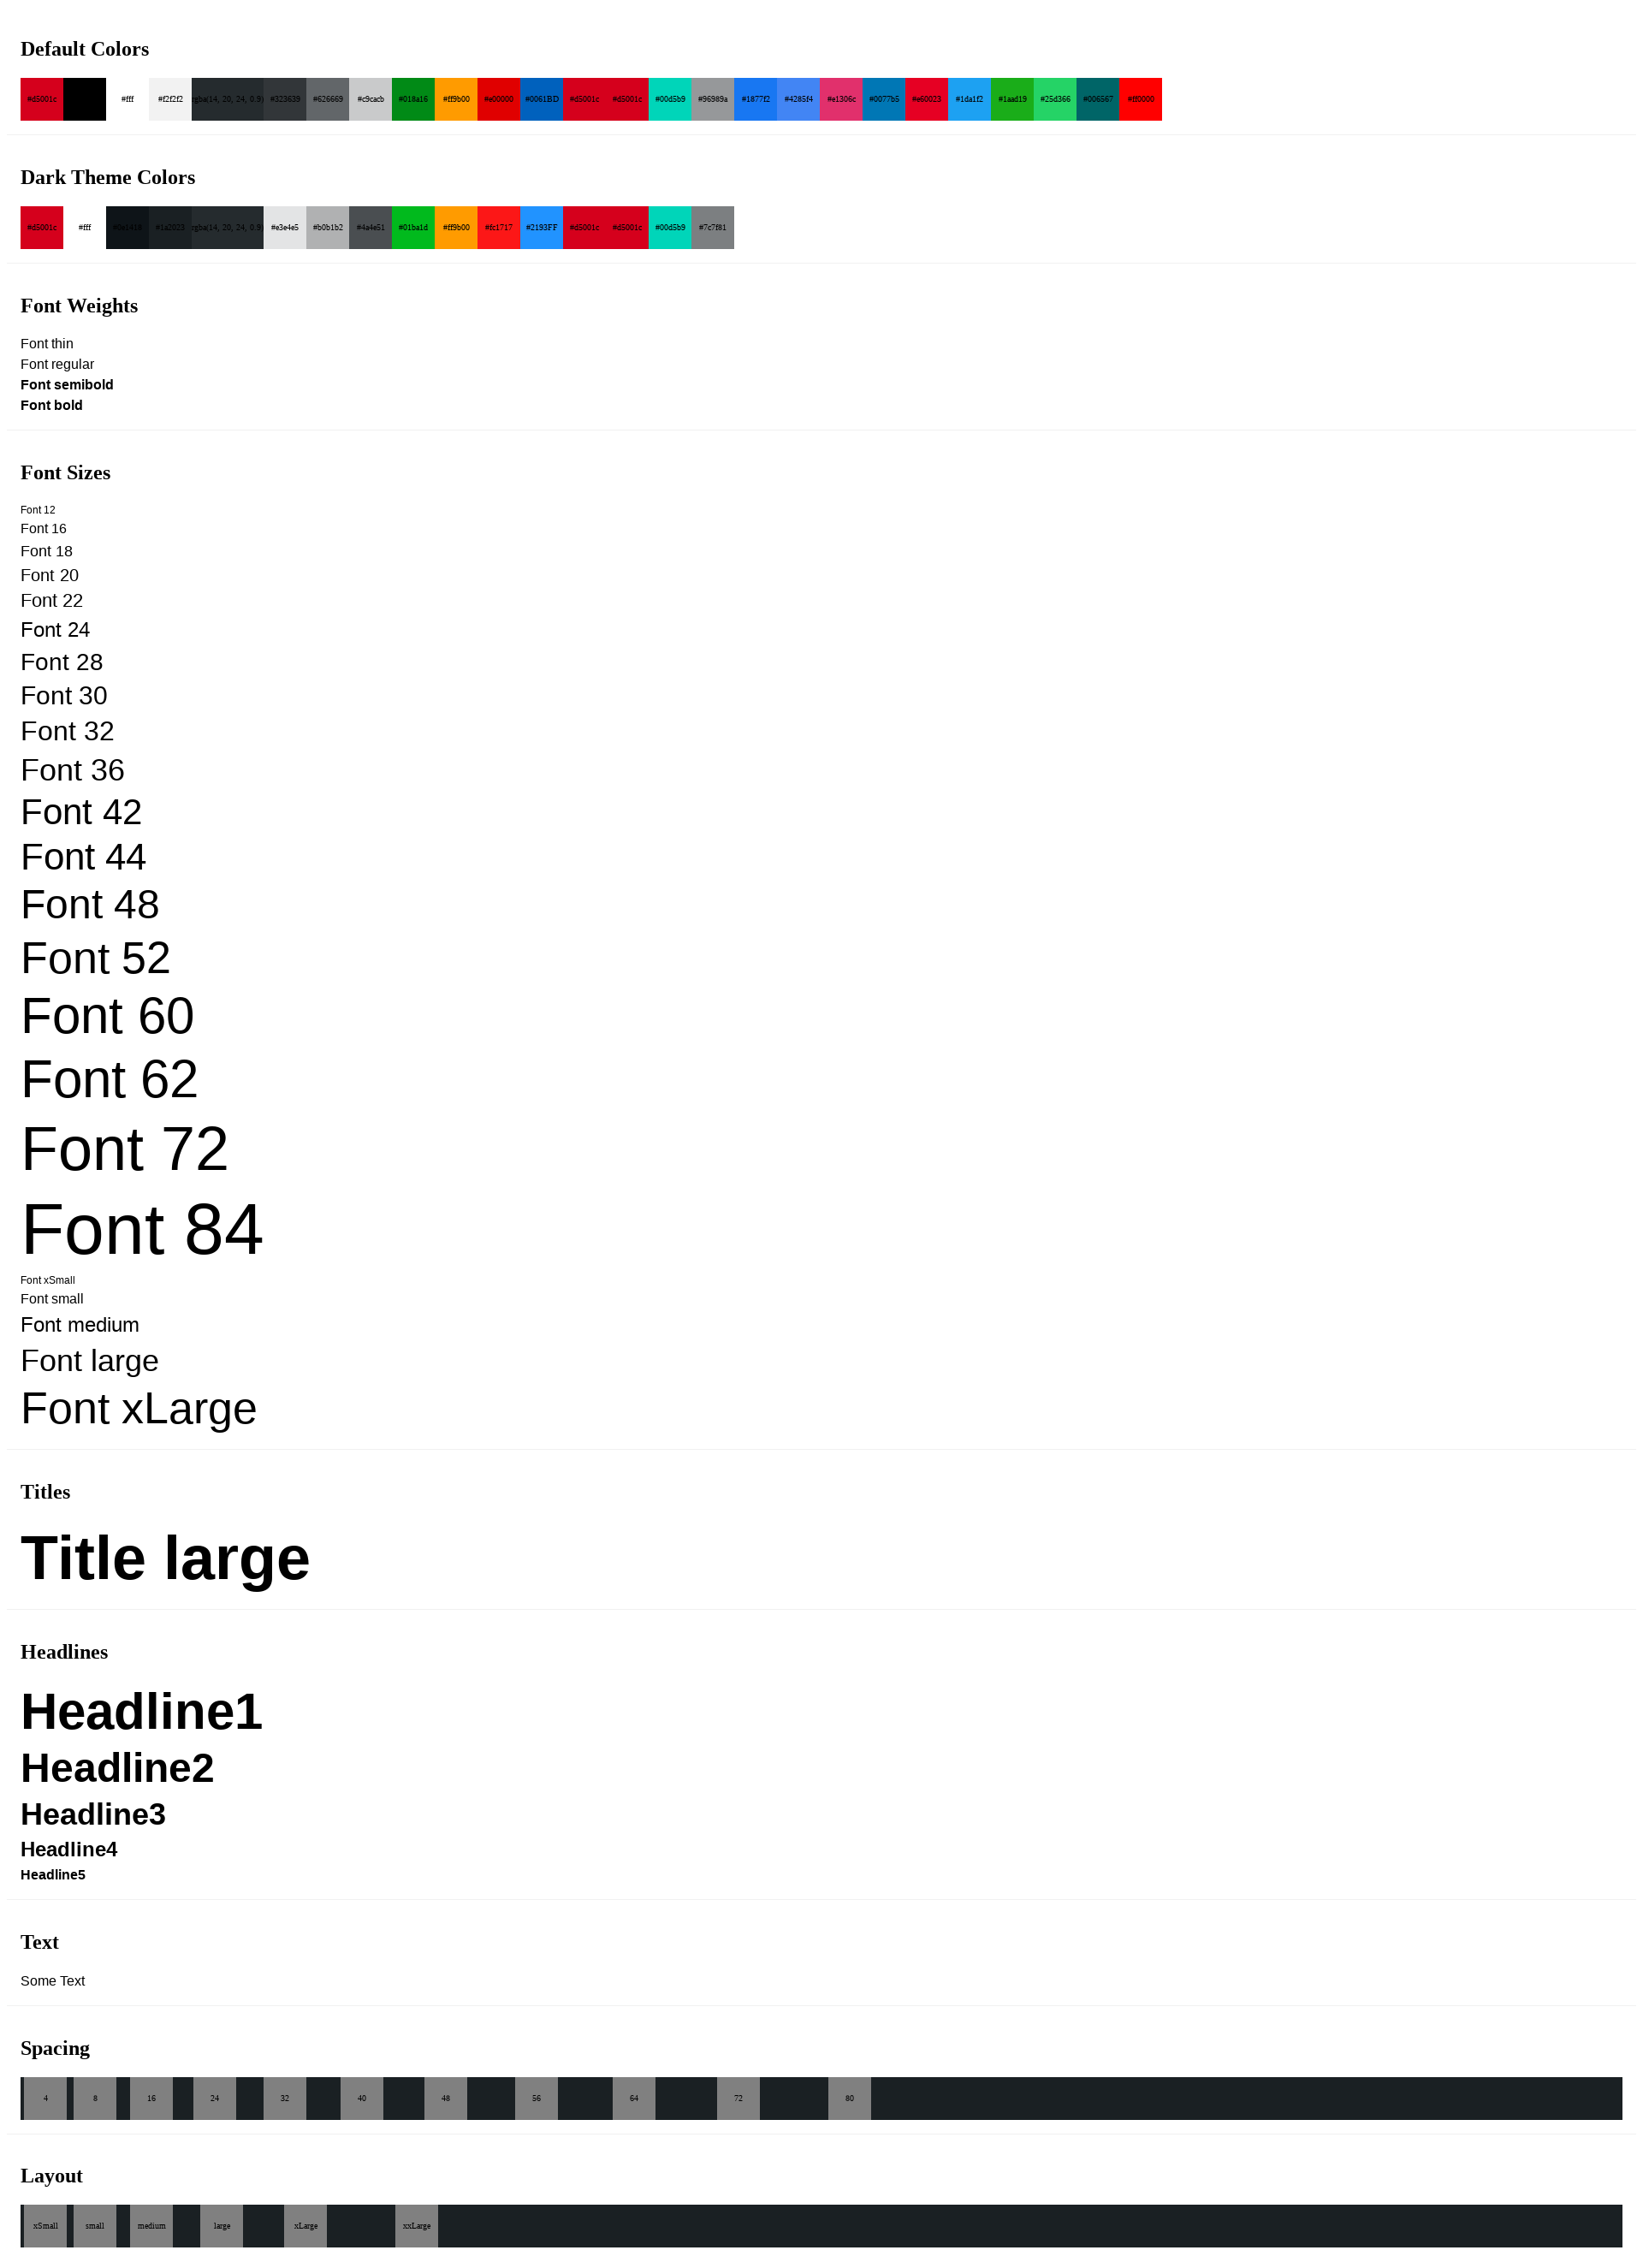 Default Colors
#d5001c #fff #f2f2f2 rgba(14, 20, 24, 0.9) #323639 #626669 #c9cacb #018a16 #ff9b00 #e00000 #0061BD #d5001c #d5001c #00d5b9 #96989a #1877f2 #4285f4 #e1306c #0077b5 #e60023 #1da1f2 #1aad19 #25d366 #006567 #ff0000
Dark Theme Colors
#d5001c #fff #0e1418 #1a2023 rgba(14, 20, 24, 0.9) #e3e4e5 #b0b1b2 #4a4e51 #01ba1d #ff9b00 #fc1717 #2193FF #d5001c #d5001c #00d5b9 #7c7f81
Font Weights
Font thin
Font regular
Font semibold
Font bold
Font Sizes
Font 12
Font 16
Font 18
Font 20
Font 22
Font 24
Font 28
Font 30
Font 32
Font 36
Font 42
Font 44
Font 48
Font 52
Font 60
Font 62
Font 72
Font 84
Font xSmall
Font small
Font medium
Font large
Font xLarge
Titles
Title large
Headlines
Headline1
Headline2
Headline3
Headline4
Headline5
Text
Some Text
Spacing
4 8 16 24 32 40 48 56 64 72 80
Layout
xSmall small medium large xLarge xxLarge